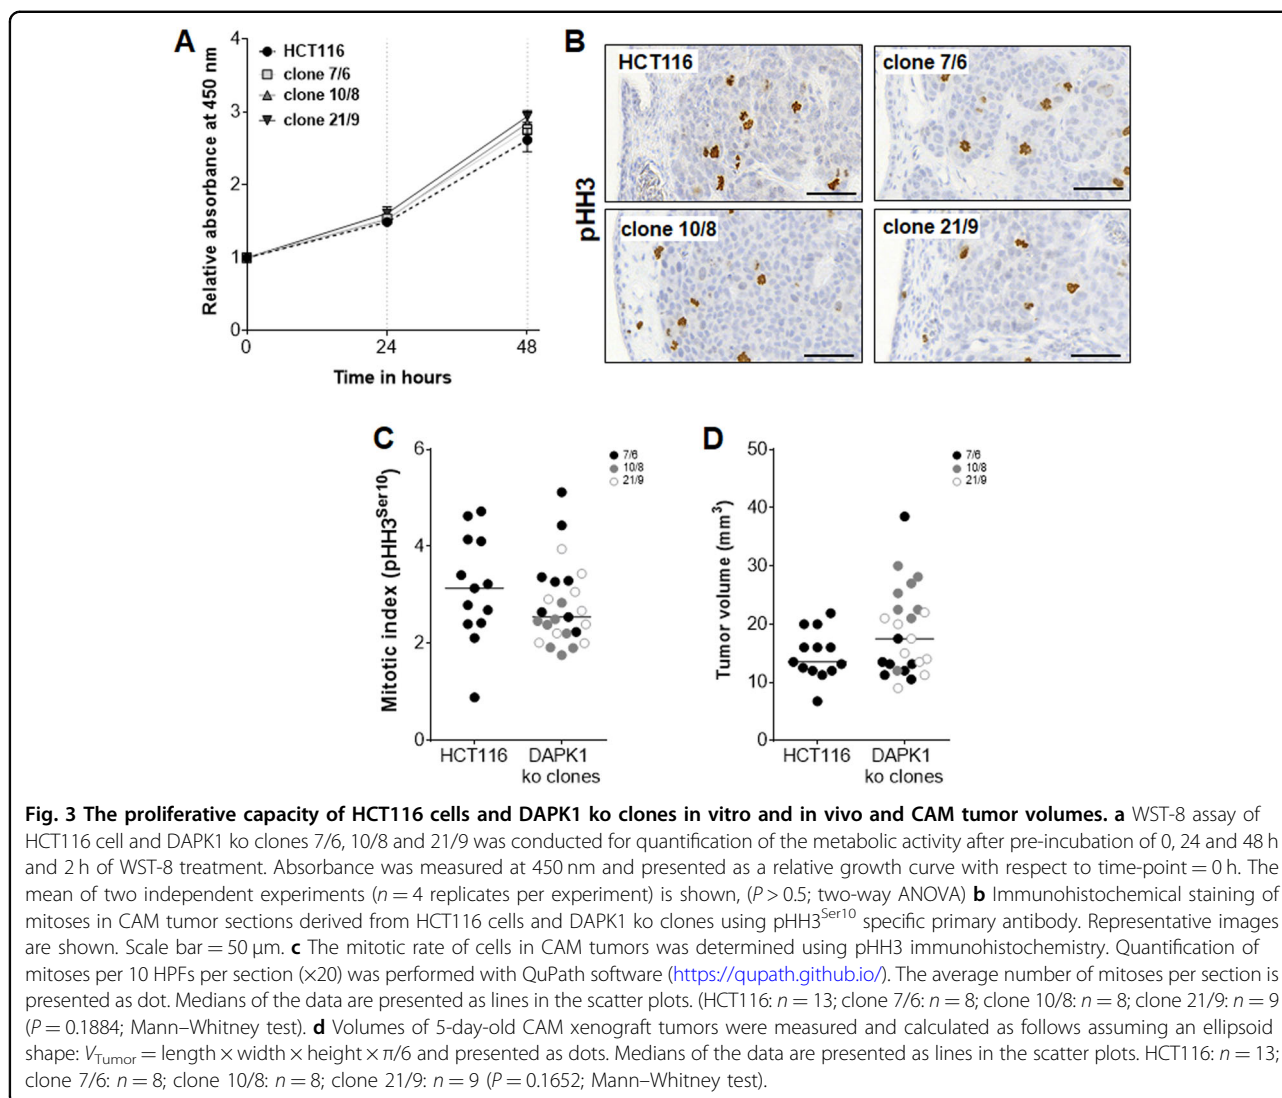 A
4
3
2
1
0
Relative absorbance at 450 nm
HCT116
clone 7/6
clone 10/8
clone 21/9
0 24 48
Time in hours
B
pHH3
HCT116
clone 7/6
clone 10/8
clone 21/9
C
6
4
2
0
Mitotic index (pHH3^Ser10)
7/6
10/8
21/9
HCT116 DAPK1
ko clones
D
50
40
30
20
10
0
Tumor volume (mm³)
7/6
10/8
21/9
HCT116 DAPK1
ko clones
Fig. 3 The proliferative capacity of HCT116 cells and DAPK1 ko clones in vitro and in vivo and CAM tumor volumes. a WST-8 assay of
HCT116 cell and DAPK1 ko clones 7/6, 10/8 and 21/9 was conducted for quantification of the metabolic activity after pre-incubation of 0, 24 and 48 h
and 2 h of WST-8 treatment. Absorbance was measured at 450 nm and presented as a relative growth curve with respect to time-point = 0 h. The
mean of two independent experiments (n = 4 replicates per experiment) is shown, (P > 0.5; two-way ANOVA) b Immunohistochemical staining of
mitoses in CAM tumor sections derived from HCT116 cells and DAPK1 ko clones using pHH3^Ser10 specific primary antibody. Representative images
are shown. Scale bar = 50 µm. c The mitotic rate of cells in CAM tumors was determined using pHH3 immunohistochemistry. Quantification of
mitoses per 10 HPFs per section (×20) was performed with QuPath software (https://qupath.github.io/). The average number of mitoses per section is
presented as dot. Medians of the data are presented as lines in the scatter plots. (HCT116: n = 13; clone 7/6: n = 8; clone 10/8: n = 8; clone 21/9: n = 9
(P = 0.1884; Mann–Whitney test). d Volumes of 5-day-old CAM xenograft tumors were measured and calculated as follows assuming an ellipsoid
shape: V_Tumor = length × width × height × π/6 and presented as dots. Medians of the data are presented as lines in the scatter plots. HCT116: n = 13;
clone 7/6: n = 8; clone 10/8: n = 8; clone 21/9: n = 9 (P = 0.1652; Mann–Whitney test).